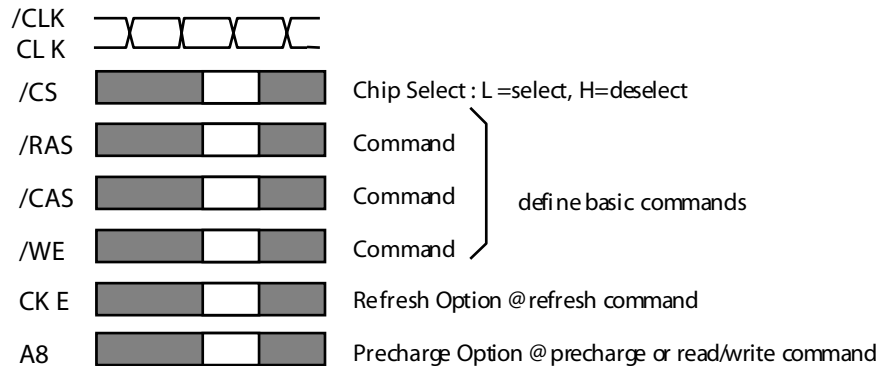 /CLK
CLK
/CS Chip Select : L =select, H=deselect
/RAS Command
/CAS Command define basic commands
/WE Command
CKE Refresh Option @ refresh command
A8 Precharge Option @ precharge or read/write command